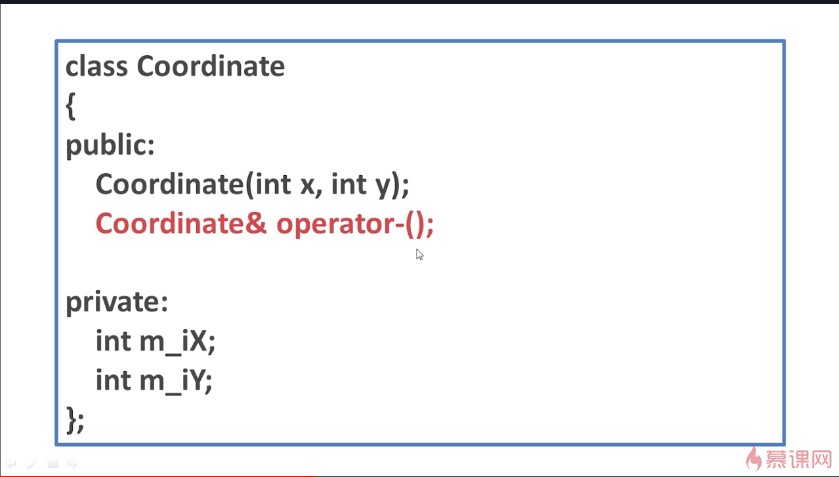 class Coordinate
{
public:
Coordinate(int x, int y);
Coordinate& operator-();
private:
int m_iX;
int m_iY;
};
慕课网